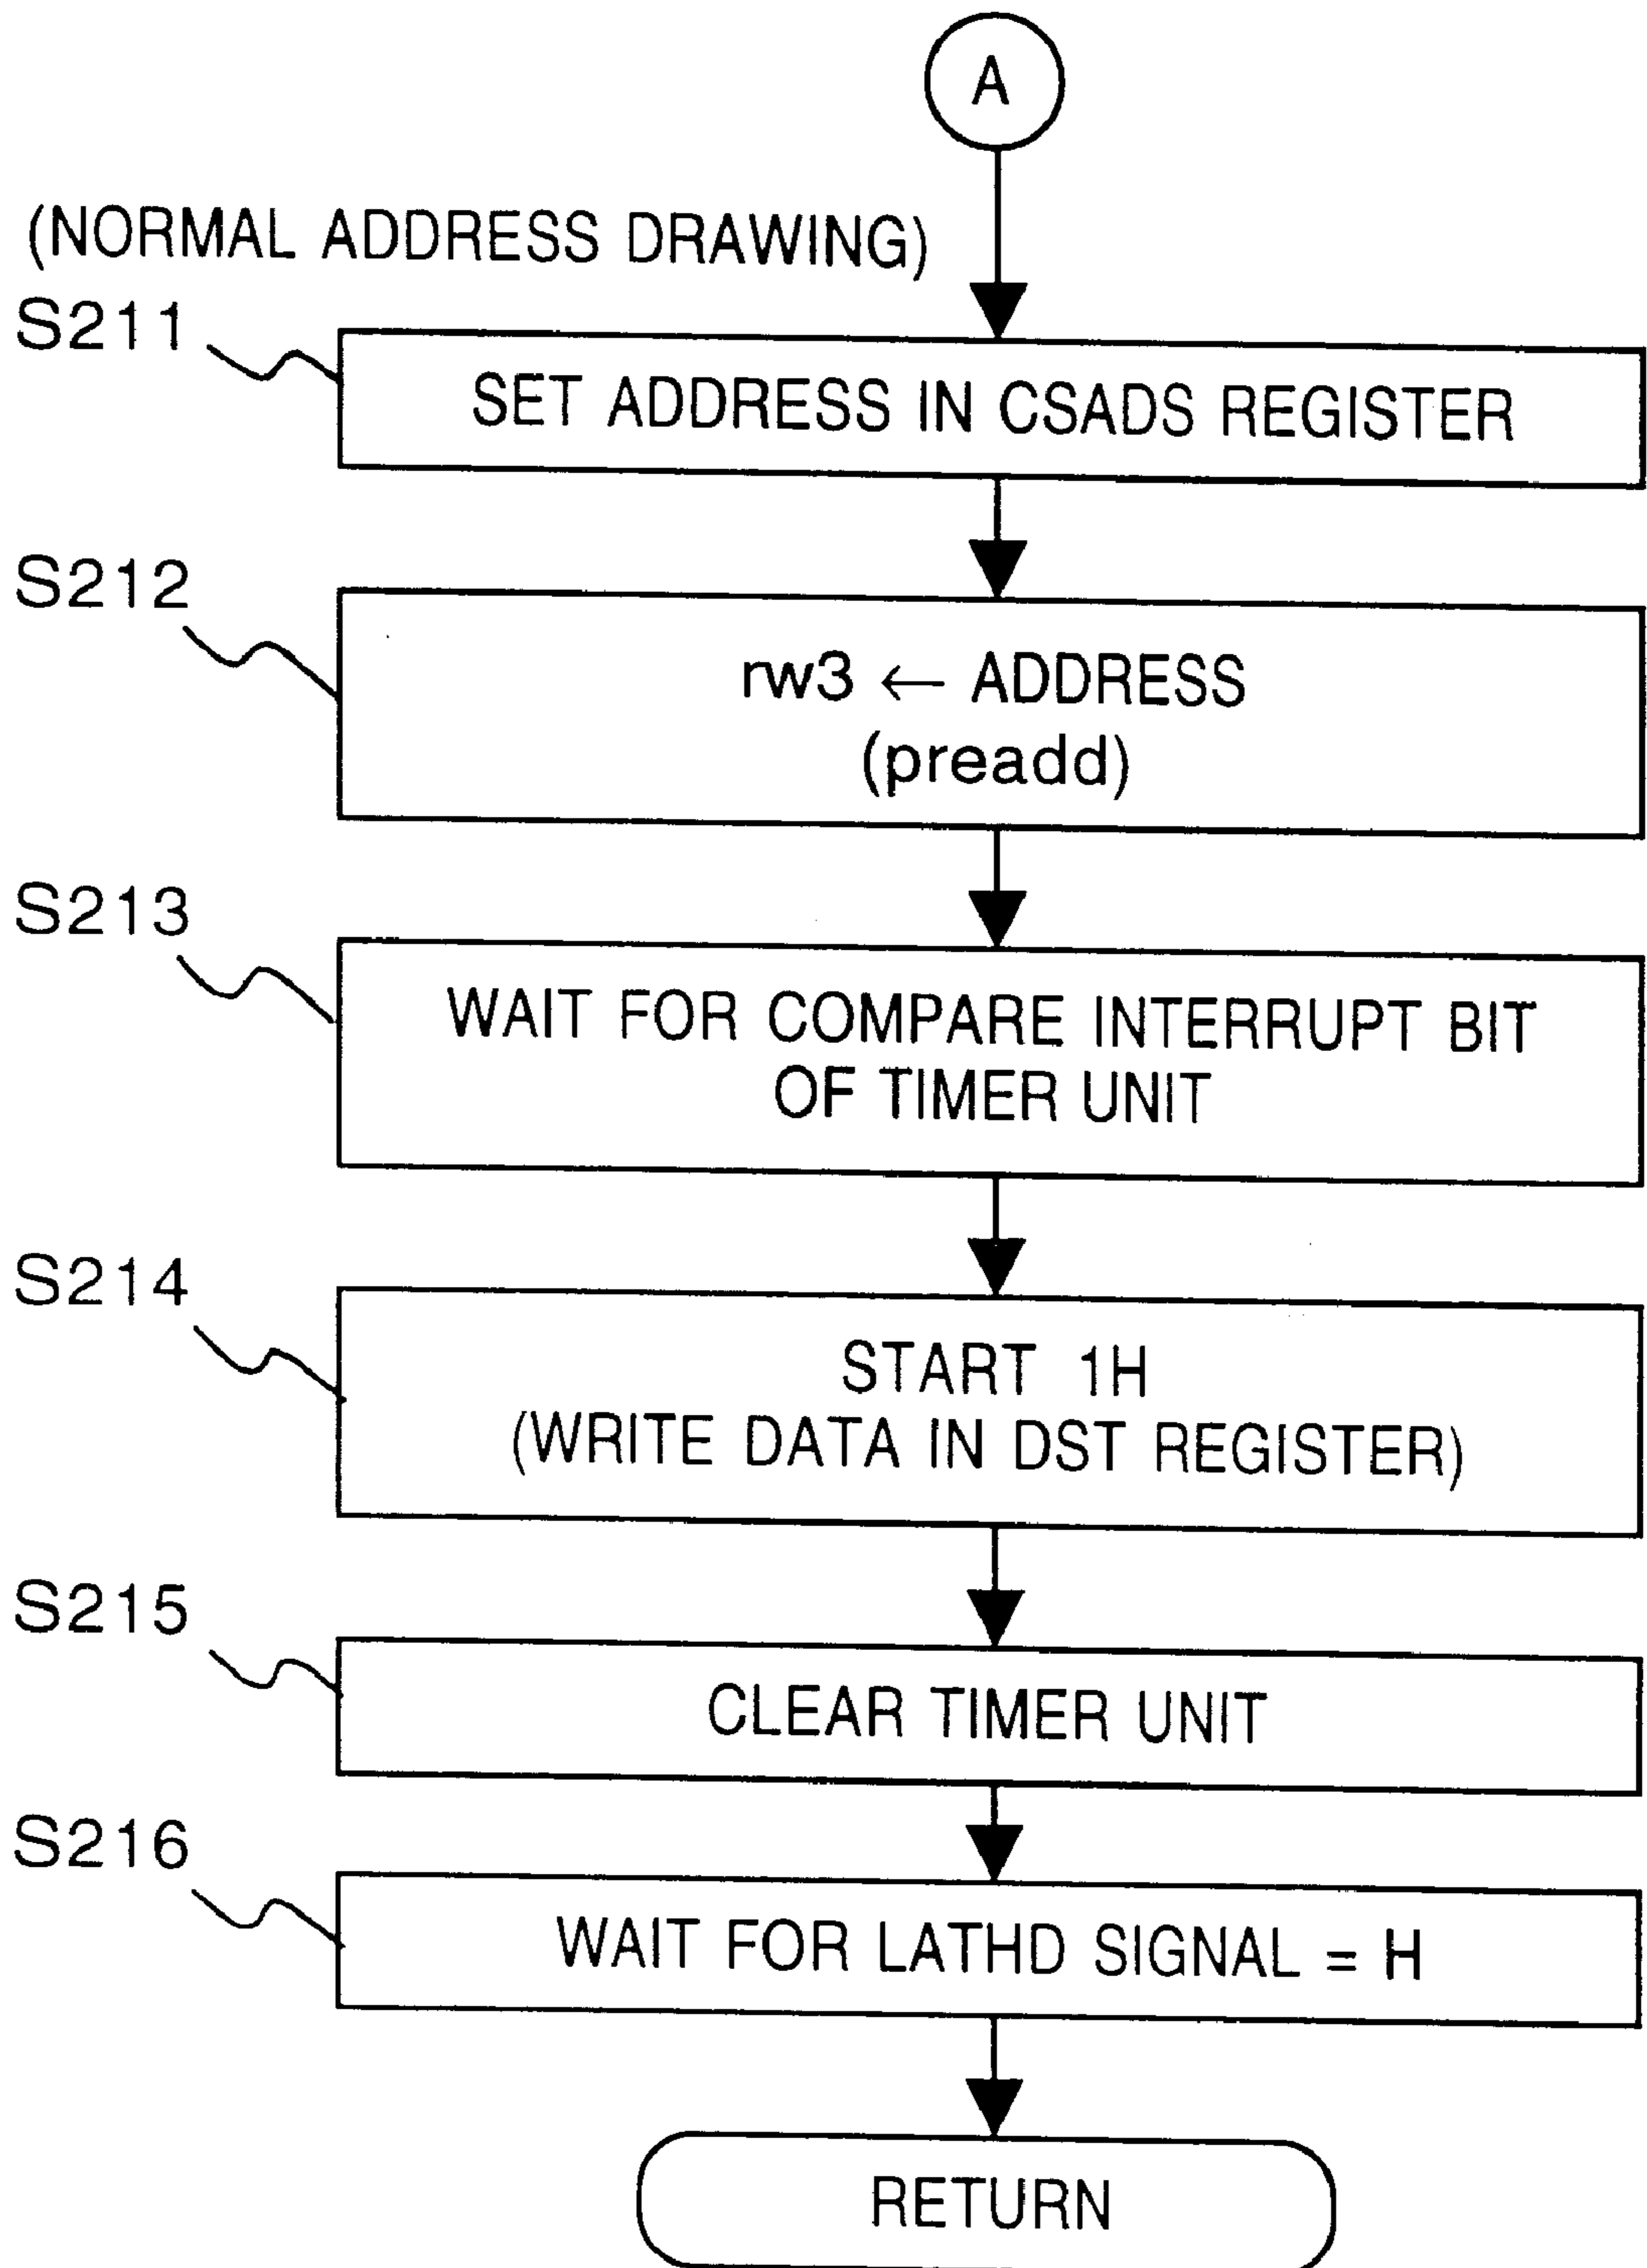 A
(NORMAL ADDRESS DRAWING)
S211
SET ADDRESS IN CSADS REGISTER
S212
rw3 ← ADDRESS
(preadd)
S213
WAIT FOR COMPARE INTERRUPT BIT
OF TIMER UNIT
S214
START 1H
(WRITE DATA IN DST REGISTER)
S215
CLEAR TIMER UNIT
S216
WAIT FOR LATHD SIGNAL = H
RETURN